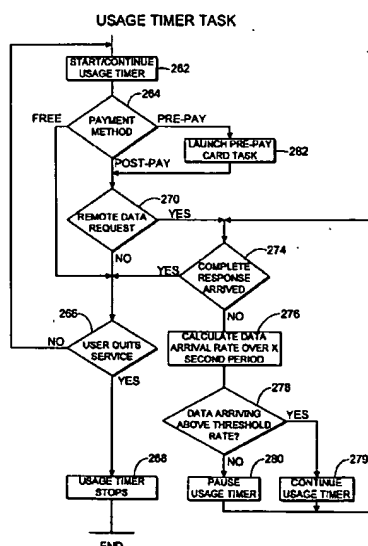 USAGE TIMER TASK
START/CONTINUE
USAGE TIMER
262
264
PAYMENT
METHOD
FREE
PRE-PAY
LAUNCH PRE-PAY
CARD TASK
282
POST-PAY
270
REMOTE DATA
REQUEST
YES
NO
274
COMPLETE
RESPONSE
ARRIVED
YES
NO
276
CALCULATE DATA
ARRIVAL RATE OVER X
SECOND PERIOD
266
USER QUITS
SERVICE
NO
YES
278
DATA ARRIVING
ABOVE THRESHOLD
RATE?
YES
NO
268
USAGE TIMER
STOPS
280
PAUSE
USAGE TIMER
279
CONTINUE
USAGE TIMER
END